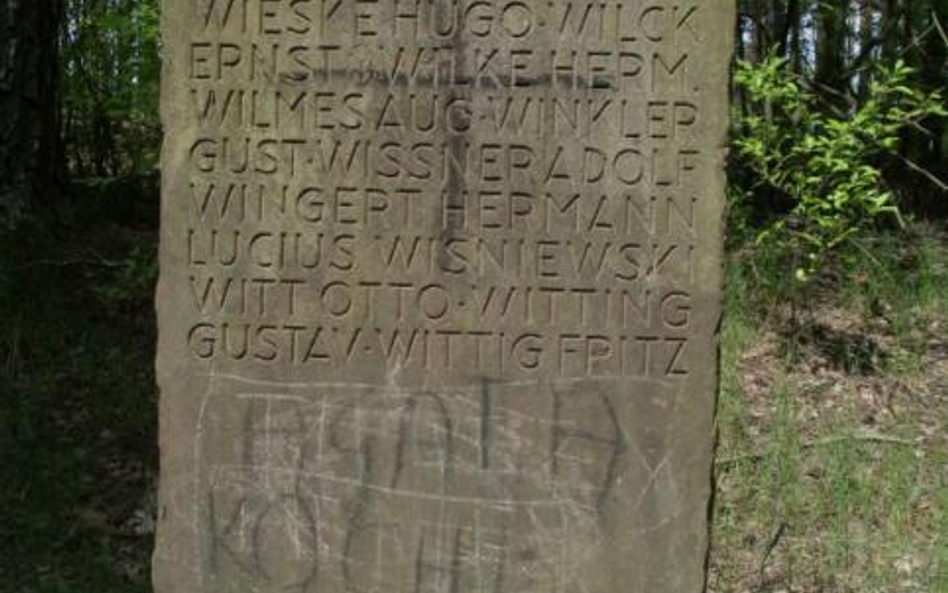 WIESKE HUGO·WILCK
ERNST·WILKE HERM.
WILMES AUG·WINKLER
GUST·WISSNER ADOLF
WINGERT HERMANN
LUCIUS WISNIEWSKI
WITT OTTO·WITTING
GUSTAV·WITTIG FRITZ